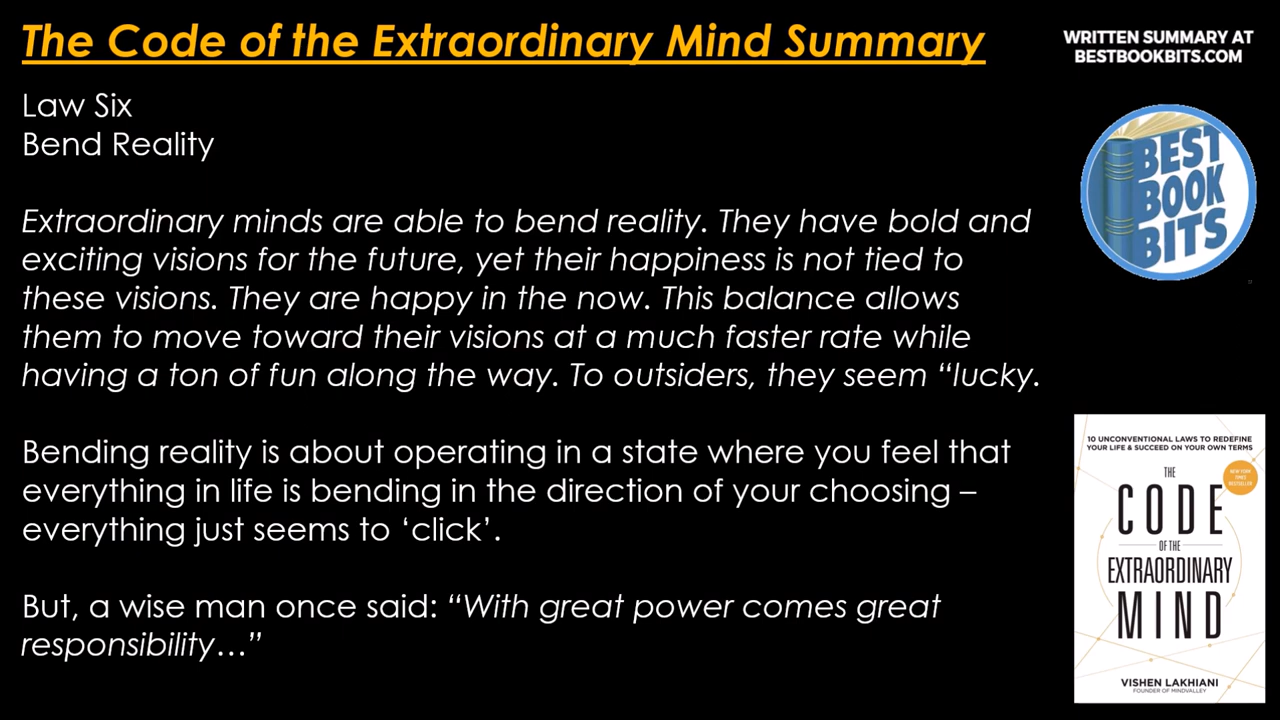 The Code of the Extraordinary Mind Summary
WRITTEN SUMMARY AT
BESTBOOKBITS.COM
Law Six
Bend Reality
Extraordinary minds are able to bend reality. They have bold and
exciting visions for the future, yet their happiness is not tied to
these visions. They are happy in the now. This balance allows
them to move toward their visions at a much faster rate while
having a ton of fun along the way. To outsiders, they seem “lucky.
Bending reality is about operating in a state where you feel that
everything in life is bending in the direction of your choosing –
everything just seems to ‘click’.
But, a wise man once said: “With great power comes great
responsibility…”
BEST
BOOK
BITS
10 UNCONVENTIONAL LAWS TO REDEFINE
YOUR LIFE & SUCCEED ON YOUR OWN TERMS
NEW YORK
TIMES
BESTSELLER
THE
CODE
OF THE
EXTRAORDINARY
MIND
VISHEN LAKHIANI
FOUNDER OF MINDVALLEY